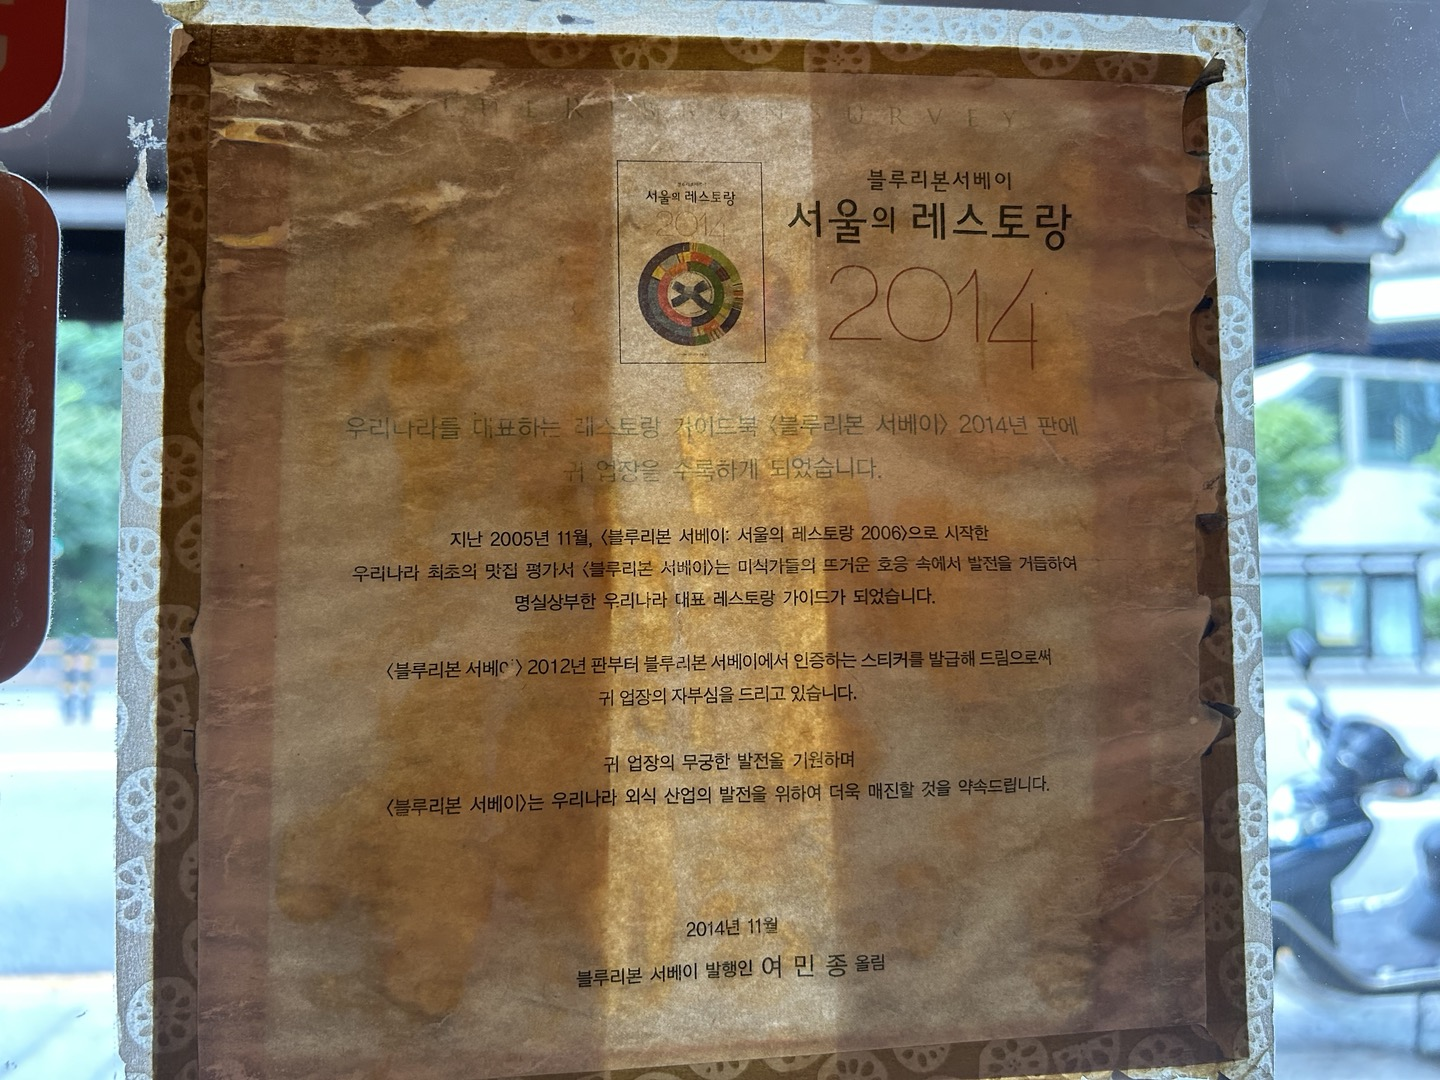 서울의 레스토랑
2014
블루리본서베이
서울의 레스토랑
2014
우리나라를 대표하는 레스토랑 가이드북 〈블루리본 서베이〉 2014년 판에
귀 업장을 수록하게 되었습니다.
지난 2005년 11월, 〈블루리본 서베이: 서울의 레스토랑 2006〉으로 시작한
우리나라 최초의 맛집 평가서 〈블루리본 서베이〉는 미식가들의 뜨거운 호응 속에서 발전을 거듭하여
명실상부한 우리나라 대표 레스토랑 가이드가 되었습니다.
〈블루리본 서베이〉 2012년 판부터 블루리본 서베이에서 인증하는 스티커를 발급해 드림으로써
귀 업장의 자부심을 드리고 있습니다.
귀 업장의 무궁한 발전을 기원하며
〈블루리본 서베이〉는 우리나라 외식 산업의 발전을 위하여 더욱 매진할 것을 약속드립니다.
2014년 11월
블루리본 서베이 발행인 여 민 종 올림